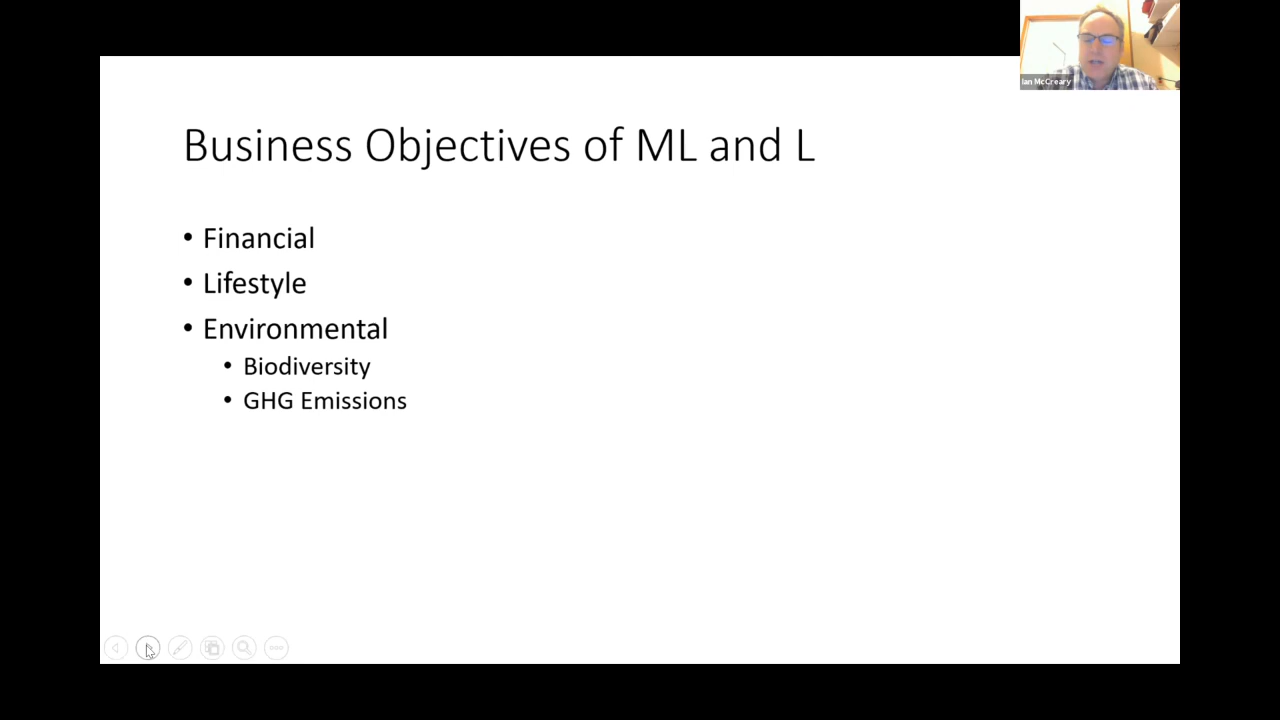 Ian McCreary
Business Objectives of ML and L
• Financial
• Lifestyle
• Environmental
• Biodiversity
• GHG Emissions